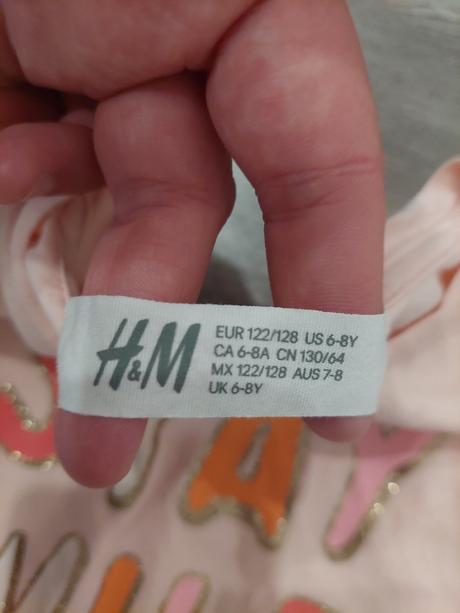 H&M
EUR 122/128 US 6-8Y
CA 6-8A CN 130/64
MX 122/128 AUS 7-8
UK 6-8Y